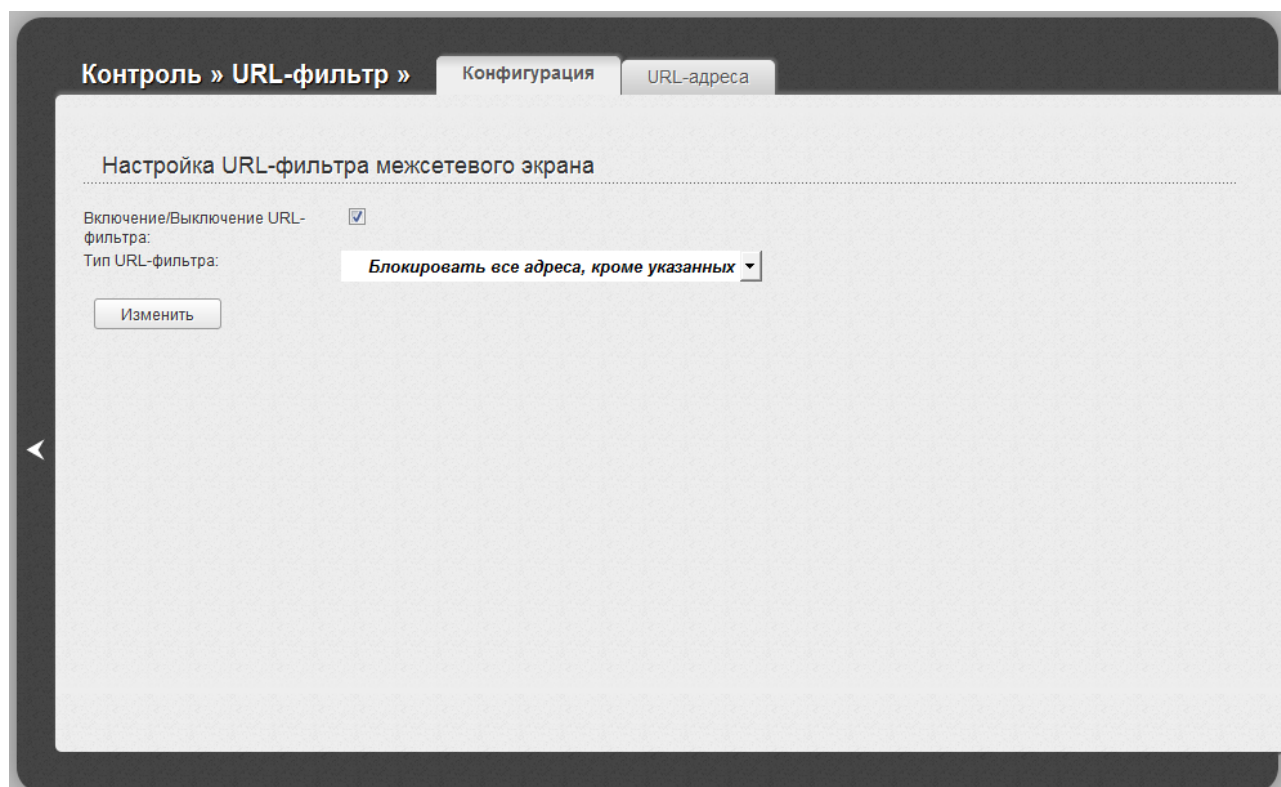 Контроль » URL-фильтр »
Конфигурация
URL-адреса
Настройка URL-фильтра межсетевого экрана
Включение/Выключение URL-
фильтра:
Тип URL-фильтра:
Блокировать все адреса, кроме указанных
Изменить